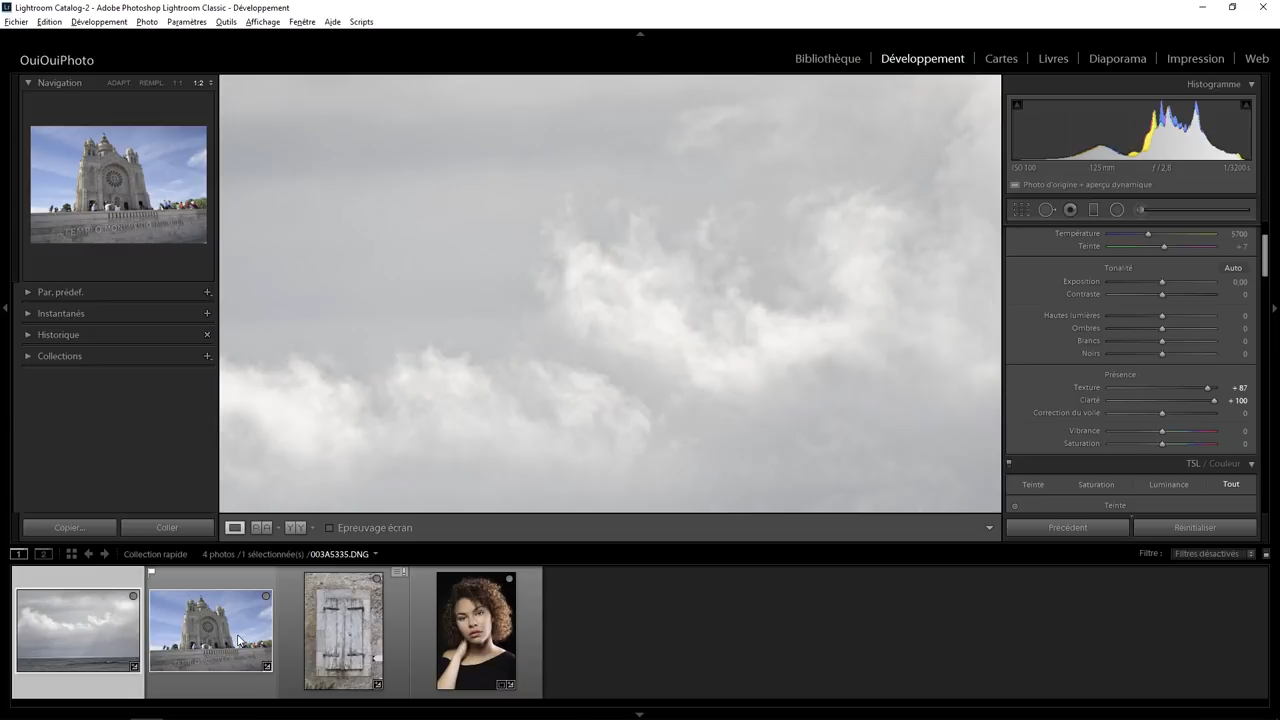 Lightroom Catalog-2 - Adobe Photoshop Lightroom Classic - Développement
Fichier Edition Développement Photo Paramètres Outils Affichage Fenêtre Aide Scripts
OuiOuiPhoto
Bibliothèque | Développement | Cartes | Livres | Diaporama | Impression | Web
Navigation ADAPT. REMPL. 1:1 1:2
Histogramme
ISO 100 125 mm ƒ / 2,8 1/3200 s
Photo d'origine + aperçu dynamique
Température 5700
Teinte + 7
Tonalité Auto
Exposition 0,00
Contraste 0
Hautes lumières 0
Ombres 0
Blancs 0
Noirs 0
Présence
Texture + 87
Clarté + 100
Correction du voile 0
Vibrance 0
Saturation 0
TSL / Couleur
Teinte Saturation Luminance Tout
Teinte
Par. prédef.
Instantanés
Historique
Collections
Copier... Coller
Epreuvage écran
Précédent Réinitialiser
1 2 Collection rapide 4 photos / 1 sélectionnée(s) / 003A5335.DNG
Filtre : Filtres désactivés